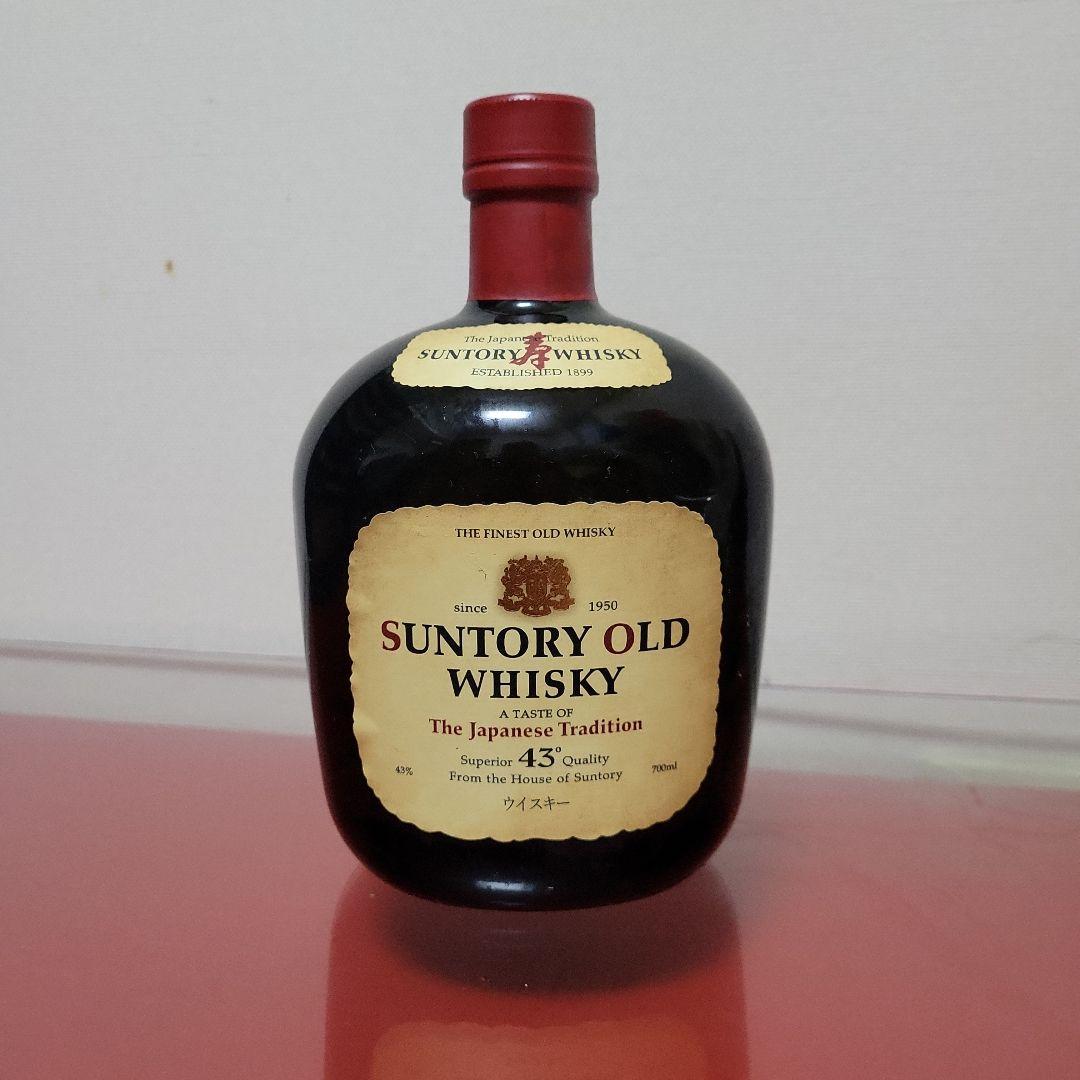 The Japanese Tradition
SUNTORY 寿 WHISKY
ESTABLISHED 1899
THE FINEST OLD WHISKY
since 1950
SUNTORY OLD
WHISKY
A TASTE OF
The Japanese Tradition
Superior 43° Quality
43% From the House of Suntory 700ml
ウイスキー